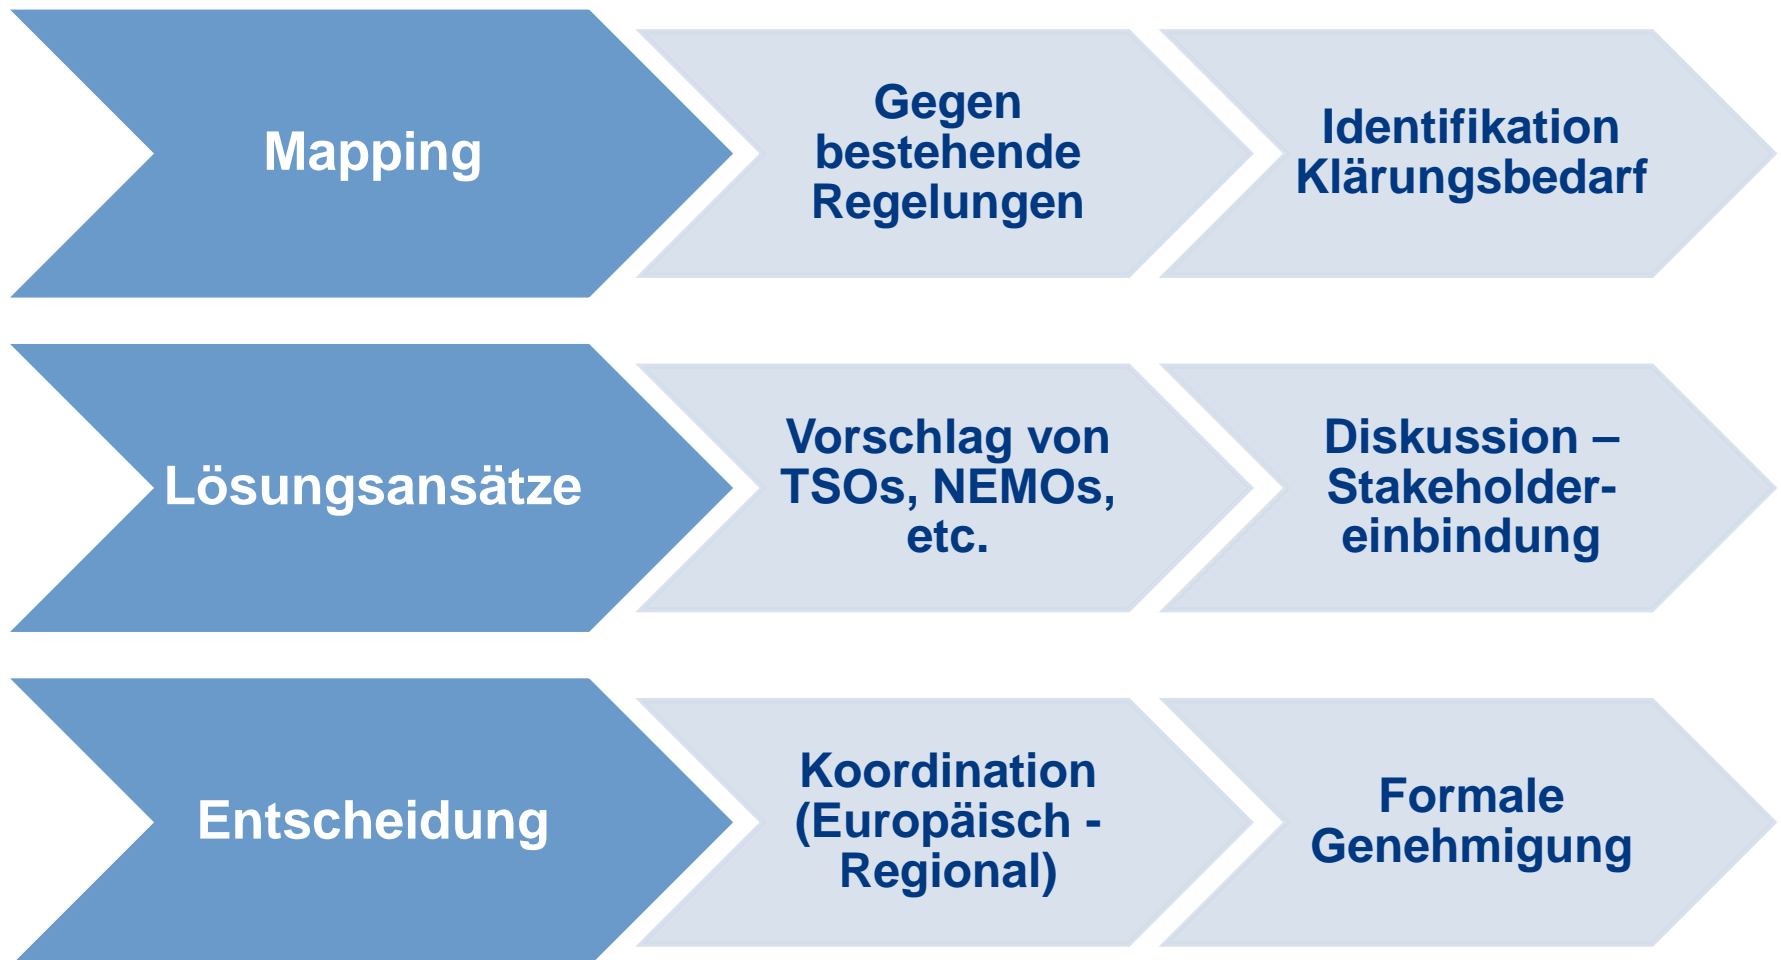 Mapping
Gegen
bestehende
Regelungen
Identifikation
Klärungsbedarf
Lösungsansätze
Vorschlag von
TSOs, NEMOs,
etc.
Diskussion –
Stakeholder-
einbindung
Entscheidung
Koordination
(Europäisch -
Regional)
Formale
Genehmigung